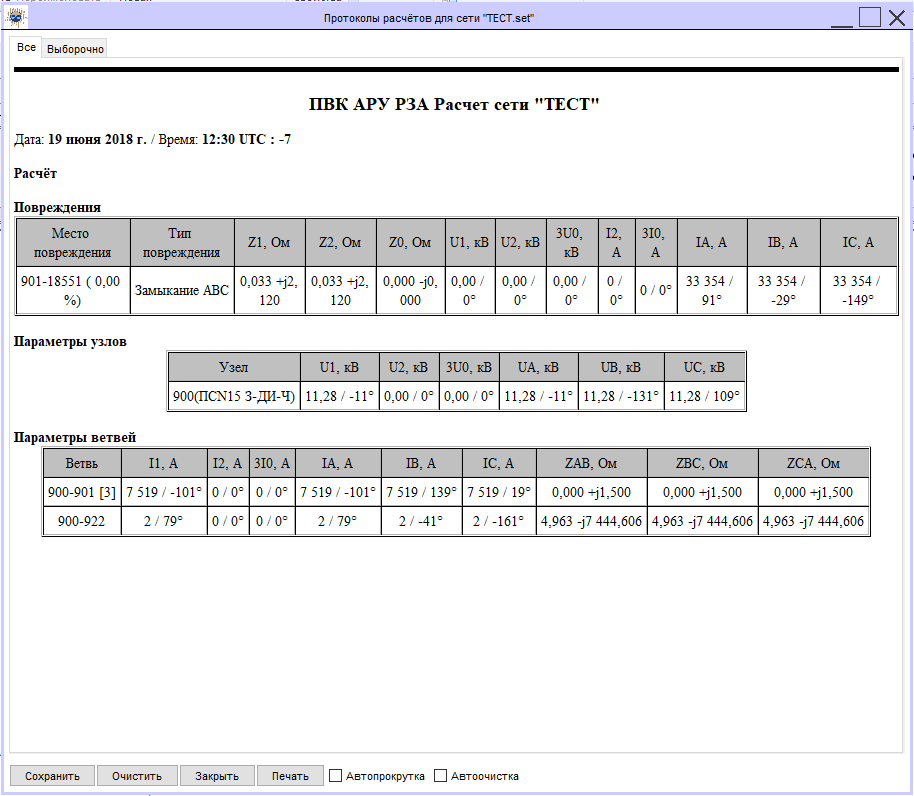 Протоколы расчётов для сети "ТЕСТ.set"
Все Выборочно
ПВК АРУ РЗА Расчет сети "ТЕСТ"
Дата: 19 июня 2018 г. / Время: 12:30 UTC : -7
Расчёт
Повреждения
Место повреждения Тип повреждения Z1, Ом Z2, Ом Z0, Ом U1, кВ U2, кВ 3U0, кВ I2, А 3I0, А IA, А IB, А IC, А
901-18551 ( 0,00 %) Замыкание ABC 0,033 +j2,120 0,033 +j2,120 0,000 -j0,000 0,00 / 0° 0,00 / 0° 0,00 / 0° 0 / 0° 0 / 0° 33 354 / 91° 33 354 / -29° 33 354 / -149°
Параметры узлов
Узел U1, кВ U2, кВ 3U0, кВ UA, кВ UB, кВ UC, кВ
900(ПСN15 З-ДИ-Ч) 11,28 / -11° 0,00 / 0° 0,00 / 0° 11,28 / -11° 11,28 / -131° 11,28 / 109°
Параметры ветвей
Ветвь I1, А I2, А 3I0, А IA, А IB, А IC, А ZAB, Ом ZBC, Ом ZCA, Ом
900-901 [3] 7 519 / -101° 0 / 0° 0 / 0° 7 519 / -101° 7 519 / 139° 7 519 / 19° 0,000 +j1,500 0,000 +j1,500 0,000 +j1,500
900-922 2 / 79° 0 / 0° 0 / 0° 2 / 79° 2 / -41° 2 / -161° 4,963 -j7 444,606 4,963 -j7 444,606 4,963 -j7 444,606
Сохранить Очистить Закрыть Печать Автопрокрутка Автоочистка